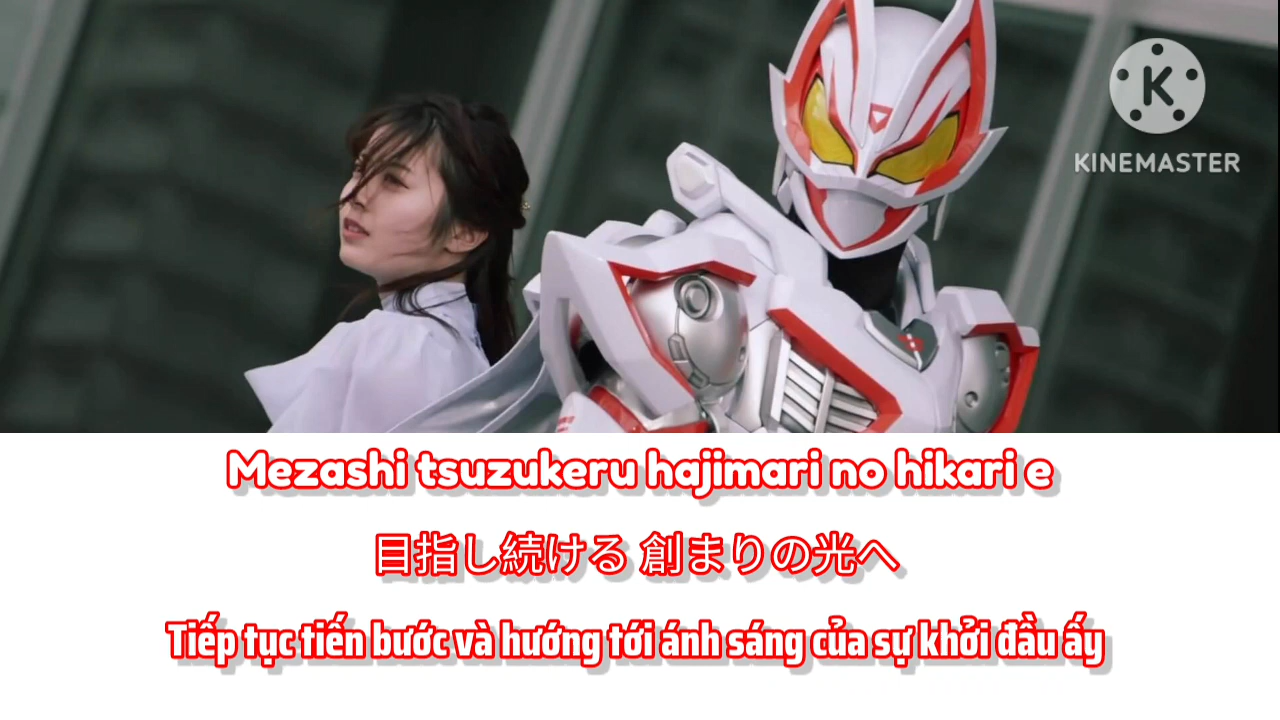 K
KINEMASTER
Mezashi tsuzukeru hajimari no hikari e
目指し続ける 創まりの光へ
Tiếp tục tiến bước và hướng tới ánh sáng của sự khởi đầu ấy